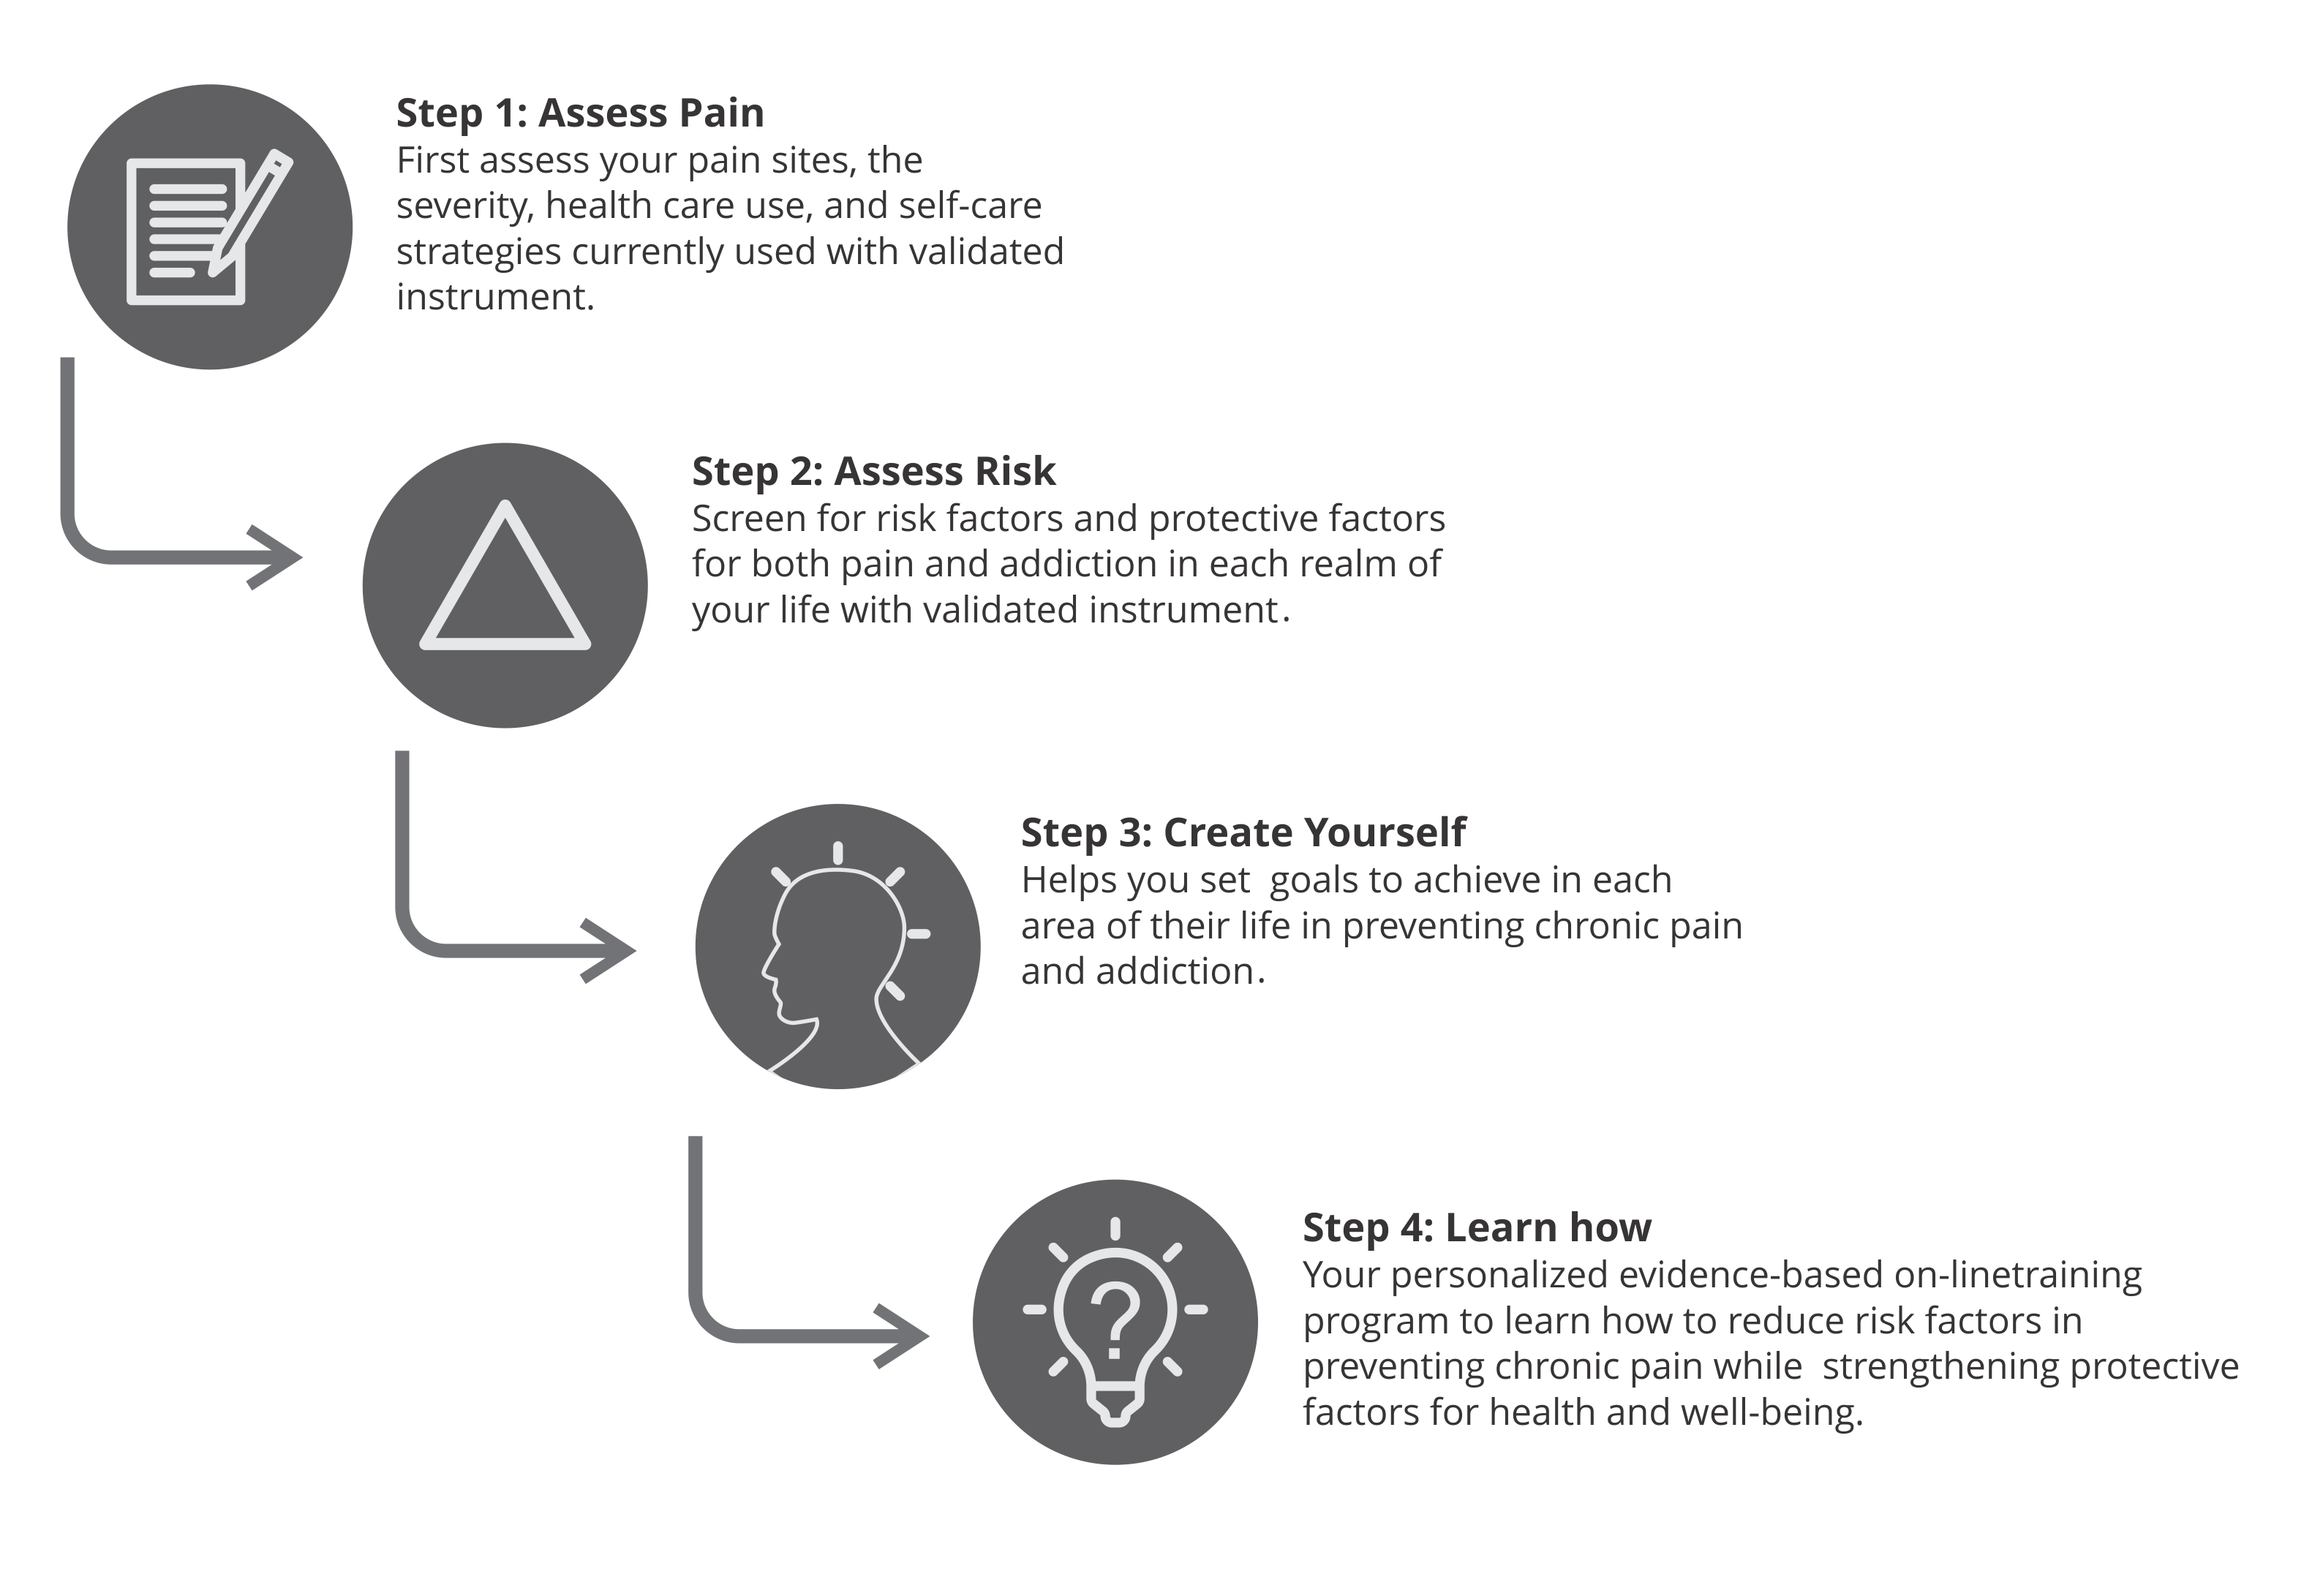 Step 1: Assess Pain
First assess your pain sites, the
severity, health care use, and self-care
strategies currently used with validated
instrument.
Step 2: Assess Risk
Screen for risk factors and protective factors
for both pain and addiction in each realm of
your life with validated instrument.
Step 3: Create Yourself
Helps you set  goals to achieve in each
area of their life in preventing chronic pain
and addiction.
?
Step 4: Learn how
Your personalized evidence-based on-linetraining
program to learn how to reduce risk factors in
preventing chronic pain while  strengthening protective
factors for health and well-being.